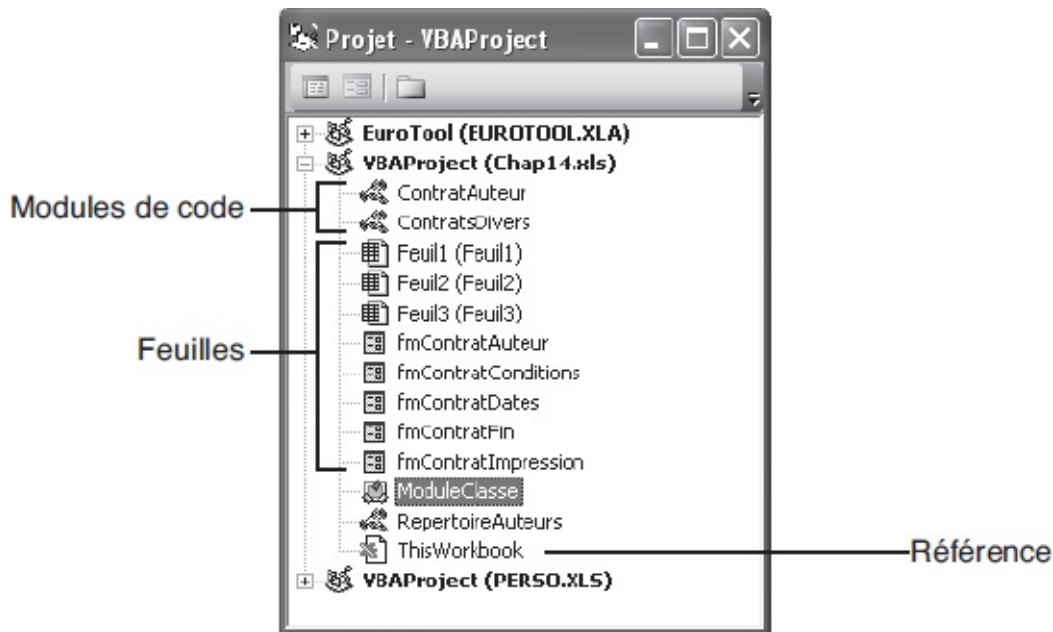 Projet - VBAProject
EuroTool (EUROTOOL.XLA)
VBAProject (Chap14.xls)
Modules de code
ContratAuteur
ContratsDivers
Feuilles
Feuil1 (Feuil1)
Feuil2 (Feuil2)
Feuil3 (Feuil3)
fmContratAuteur
fmContratConditions
fmContratDates
fmContratFin
fmContratImpression
ModuleClasse
RepertoireAuteurs
ThisWorkbook
Référence
VBAProject (PERSO.XLS)